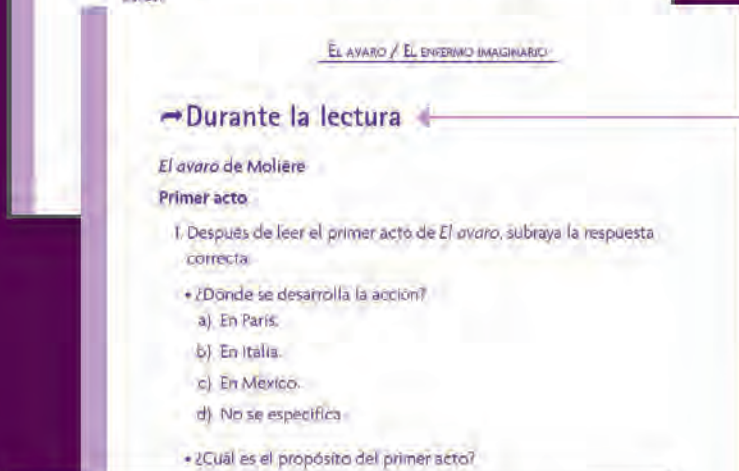 EL AVARO / EL ENFERMO IMAGINARIO
Durante la lectura
El avaro de Molière
Primer acto
1. Después de leer el primer acto de El avaro, subraya la respuesta
correcta.
• ¿Dónde se desarrolla la acción?
a) En París.
b) En Italia.
c) En México.
d) No se especifica.
• ¿Cuál es el propósito del primer acto?